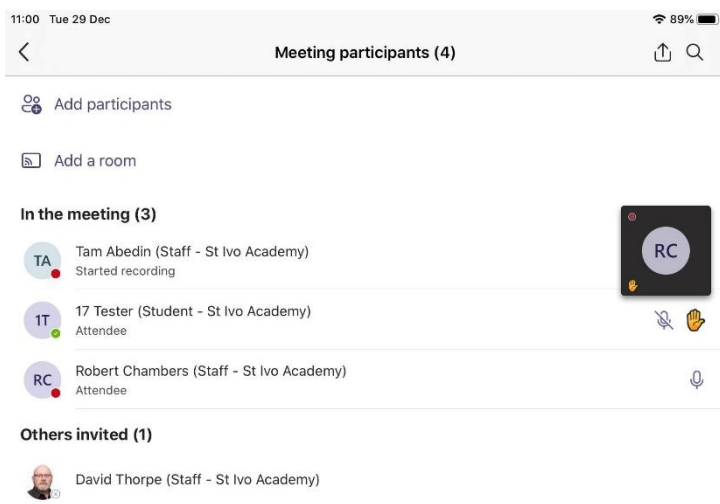 11:00 Tue 29 Dec 89%
Meeting participants (4)
Add participants
Add a room
In the meeting (3)
TA
Tam Abedin (Staff - St Ivo Academy)
Started recording
RC
1T
17 Tester (Student - St Ivo Academy)
Attendee
RC
Robert Chambers (Staff - St Ivo Academy)
Attendee
Others invited (1)
David Thorpe (Staff - St Ivo Academy)